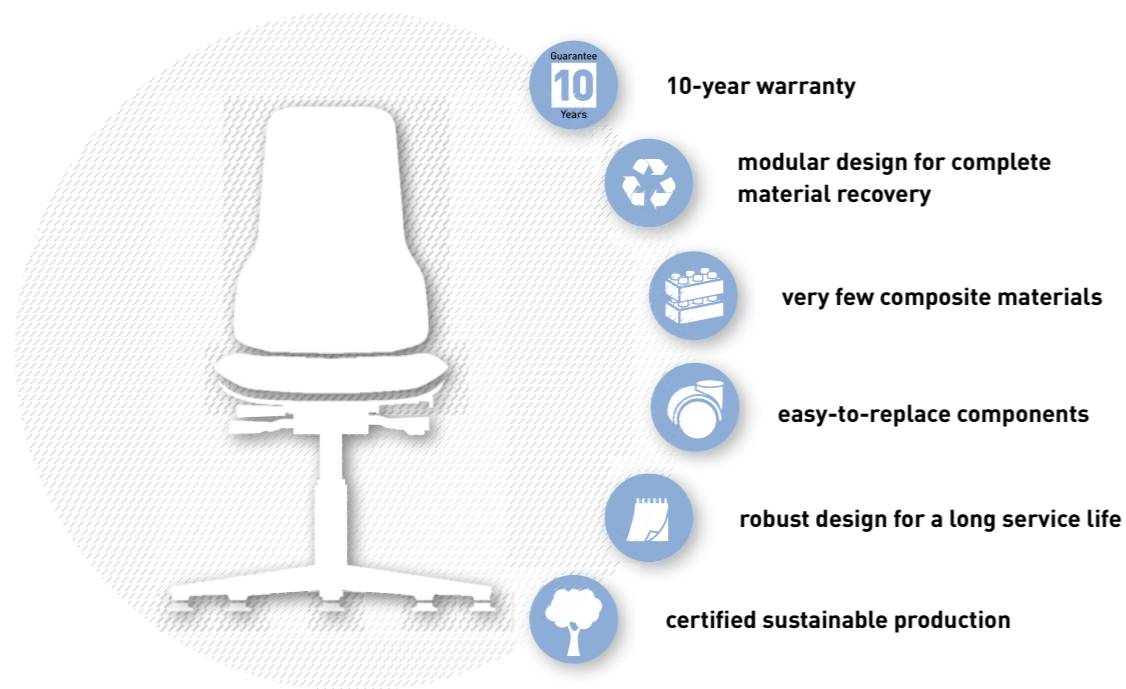 Guarantee
10
Years
10-year warranty
modular design for complete
material recovery
very few composite materials
easy-to-replace components
robust design for a long service life
certified sustainable production